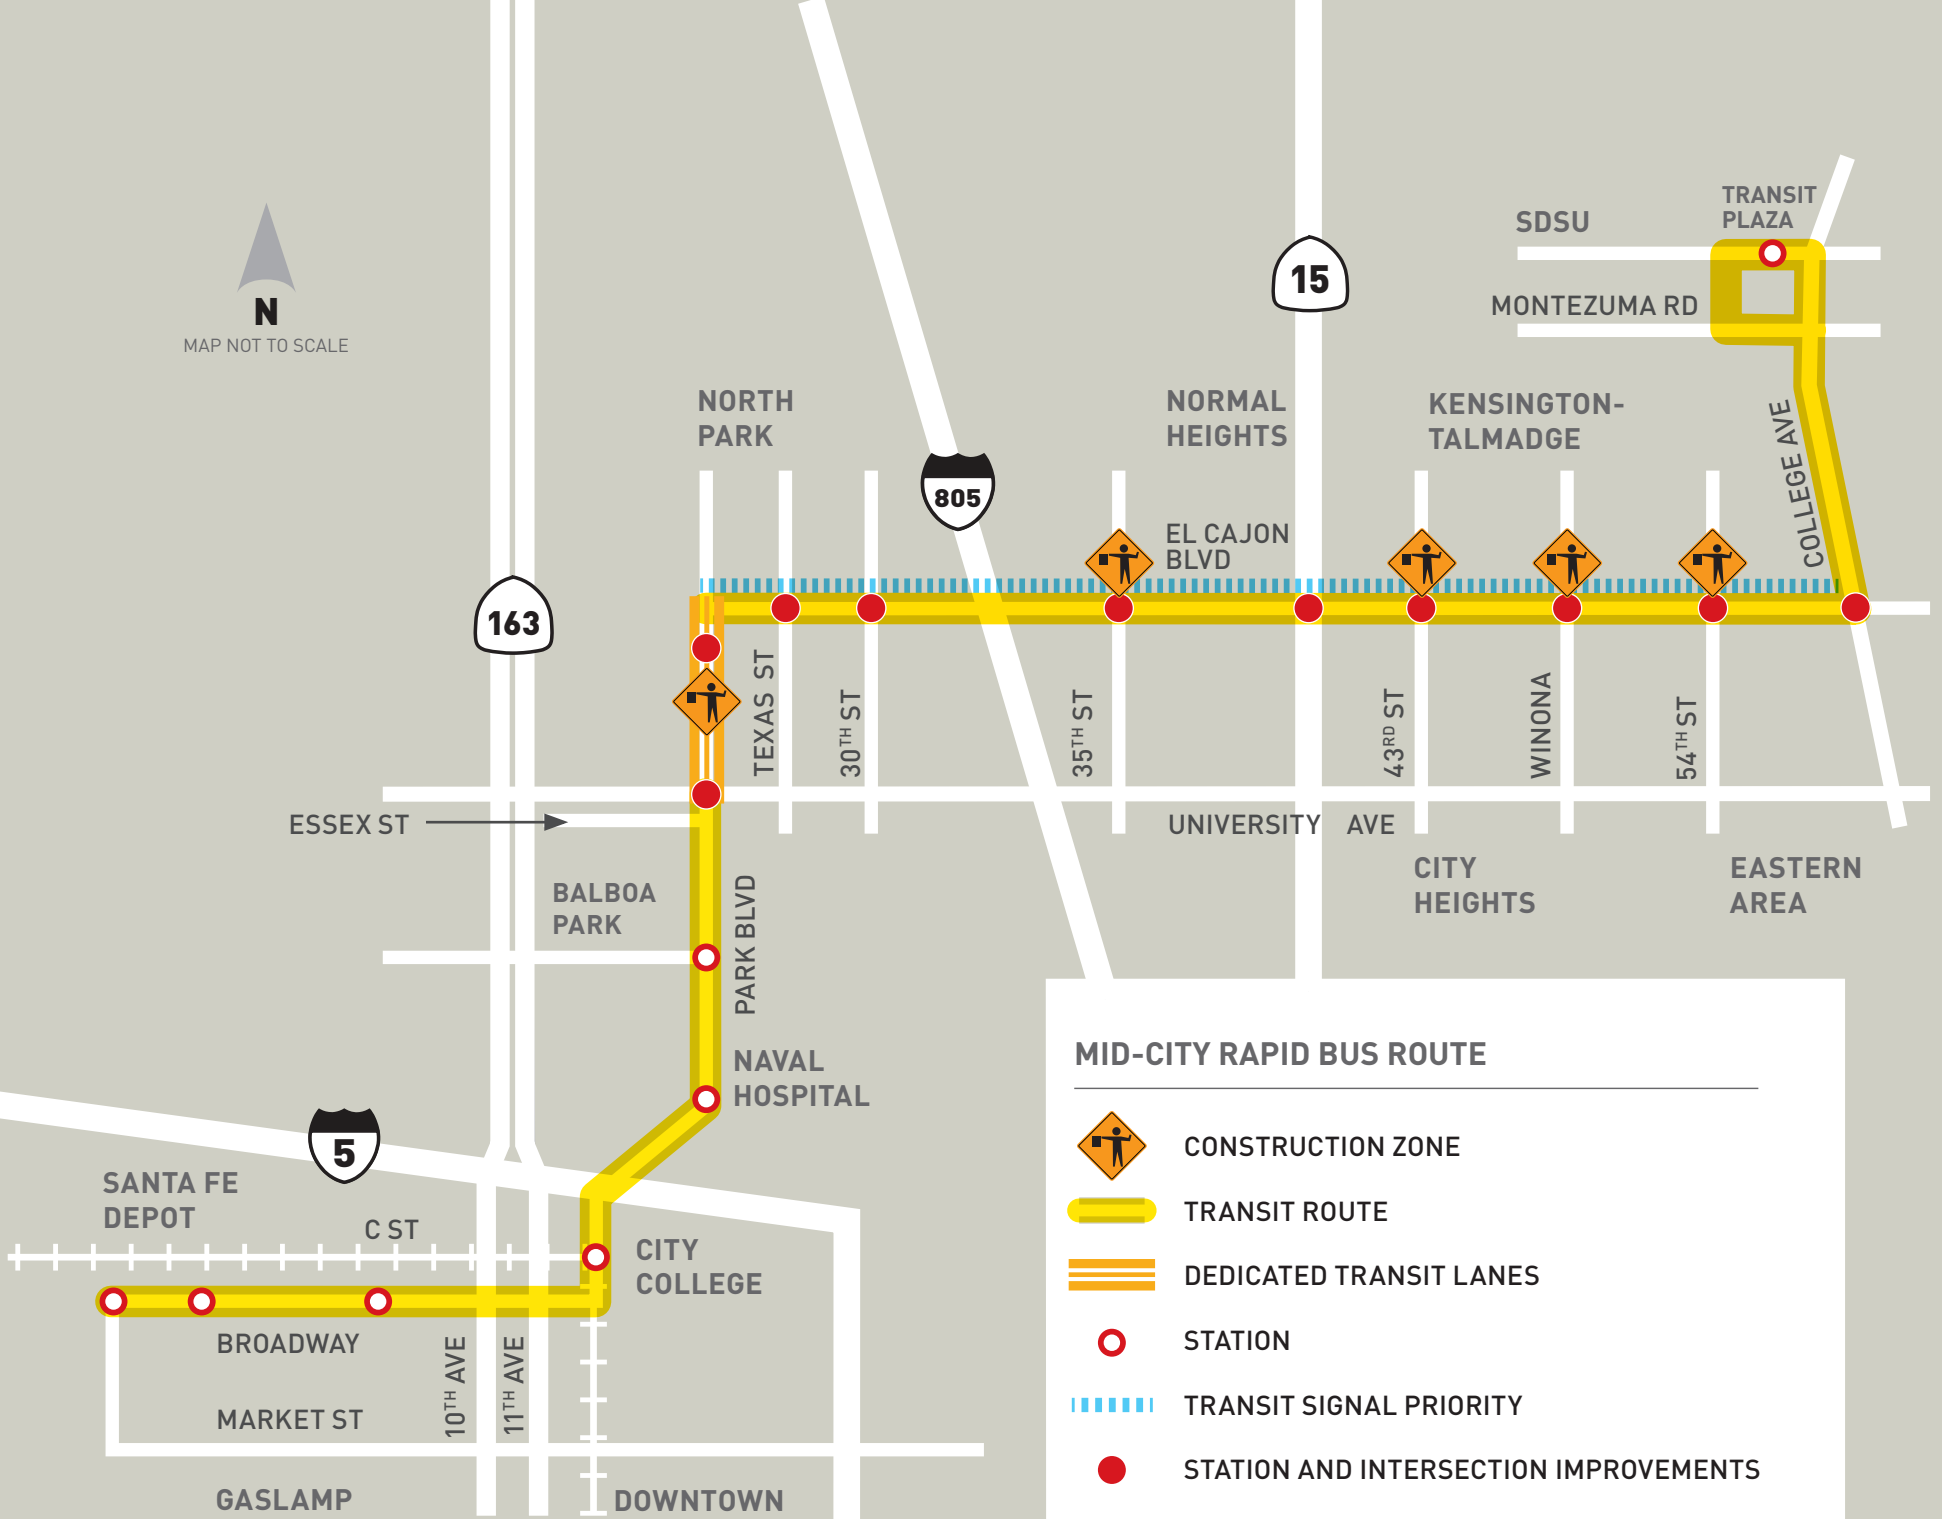 TRANSIT
PLAZA
SDSU
15
MONTEZUMA RD
N
MAP NOT TO SCALE
NORTH
PARK
NORMAL
HEIGHTS
KENSINGTON-
TALMADGE
COLLEGE AVE
805
EL CAJON
BLVD
163
TEXAS ST
30TH ST
35TH ST
43RD ST
WINONA
54TH ST
ESSEX ST
UNIVERSITY AVE
CITY
HEIGHTS
EASTERN
AREA
BALBOA
PARK
PARK BLVD
NAVAL
HOSPITAL
5
SANTA FE
DEPOT
C ST
CITY
COLLEGE
BROADWAY
10TH AVE
11TH AVE
MARKET ST
GASLAMP
DOWNTOWN
MID-CITY RAPID BUS ROUTE
CONSTRUCTION ZONE
TRANSIT ROUTE
DEDICATED TRANSIT LANES
STATION
TRANSIT SIGNAL PRIORITY
STATION AND INTERSECTION IMPROVEMENTS